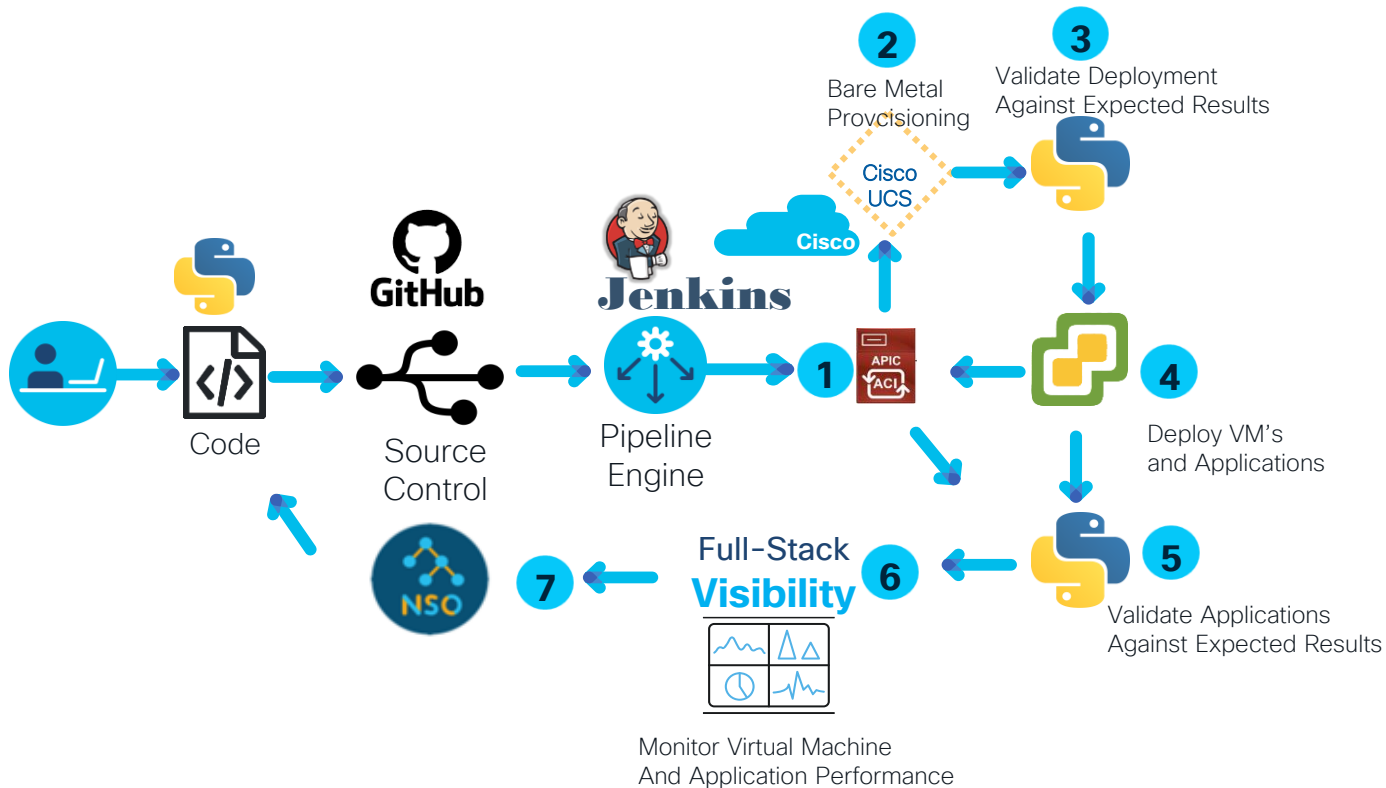 2
Bare Metal
Provcisioning
3
Validate Deployment
Against Expected Results
Cisco
UCS
Cisco
GitHub
Jenkins
</>
Code
Source
Control
Pipeline
Engine
1
APIC
ACI
4
Deploy VM's
and Applications
5
Validate Applications
Against Expected Results
Full-Stack
Visibility
6
7
NSO
Monitor Virtual Machine
And Application Performance